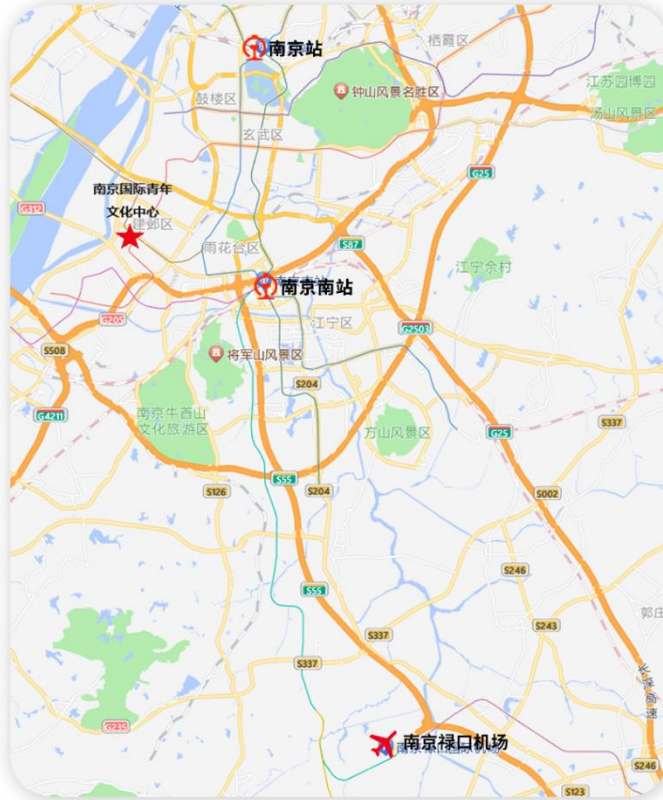 南京站
栖霞区
江苏园博园
钟山风景名胜区
鼓楼区
汤山风景区
玄武区
G25
南京国际青年
文化中心
G312
建邺区
雨花台区
S87
江宁佘村
南京南站
G205
江宁区
G2503
S508
将军山风景区
S204
G4211
南京牛首山
文化旅游区
方山风景区
S337
G25
S55
S126
S204
S002
S246
S55
S243
S337
S337
G235
南京禄口机场
S246
S123